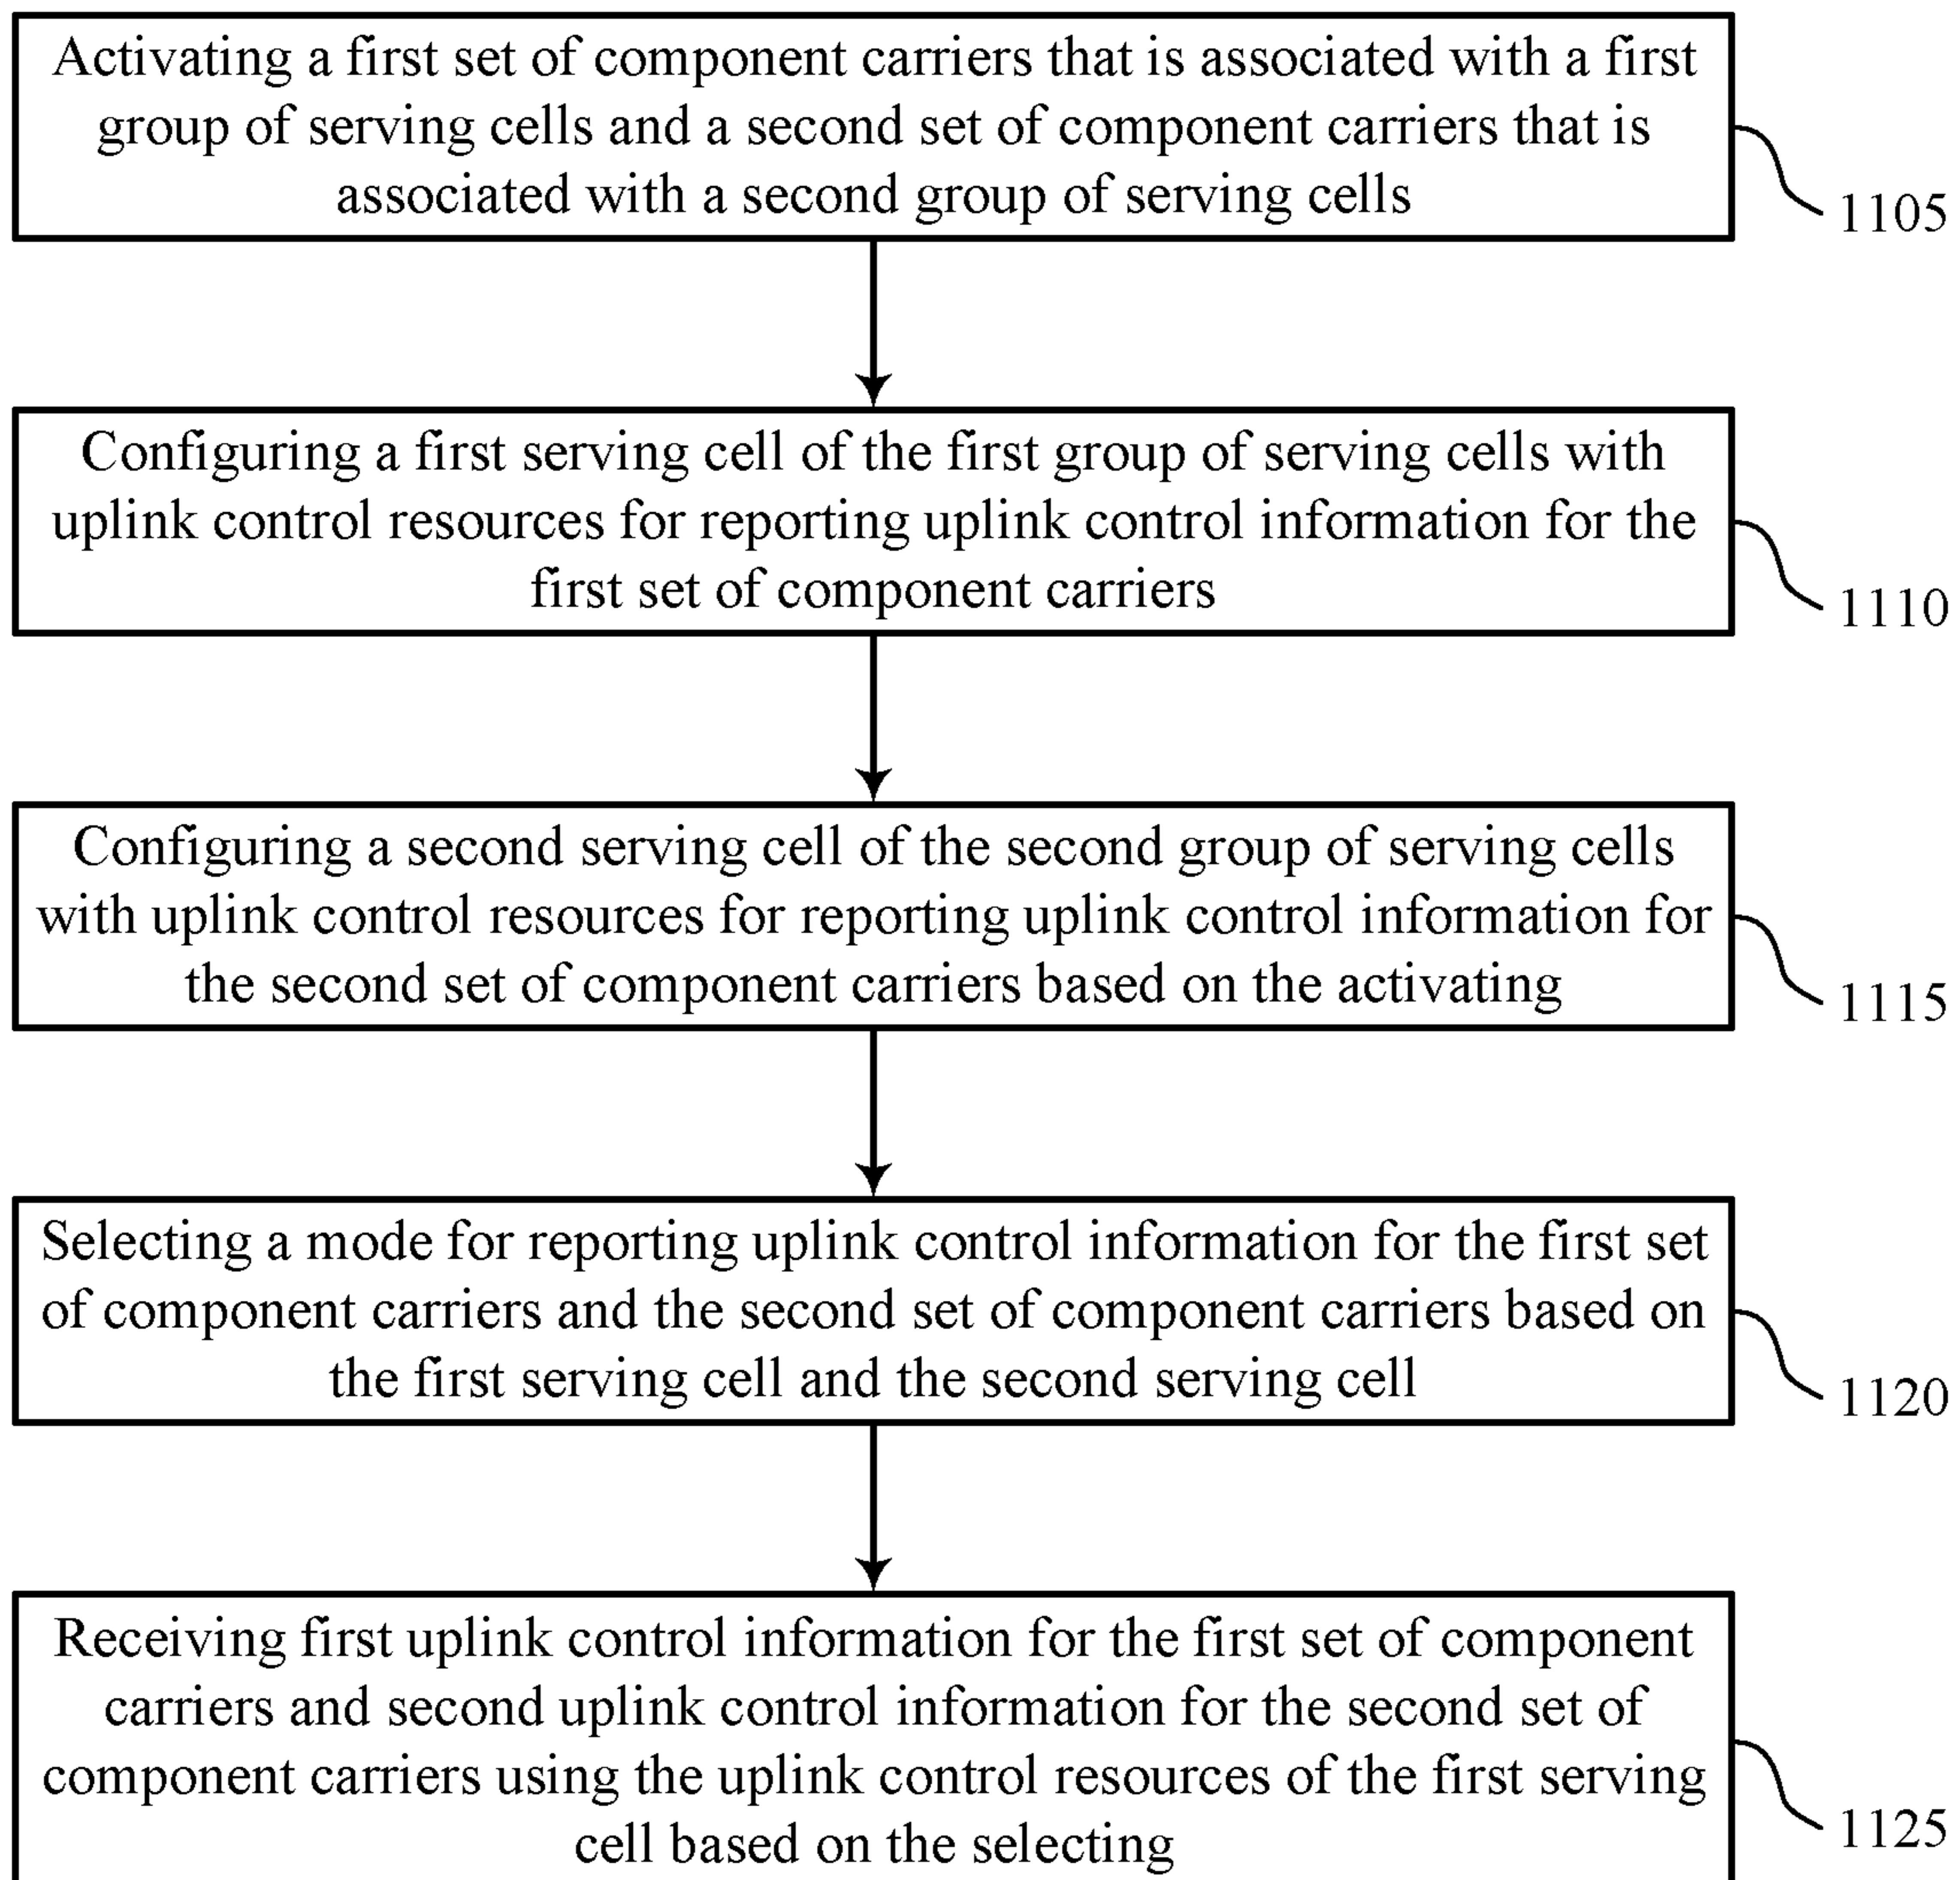 Activating a first set of component carriers that is associated with a first
group of serving cells and a second set of component carriers that is
associated with a second group of serving cells
1105
Configuring a first serving cell of the first group of serving cells with
uplink control resources for reporting uplink control information for the
first set of component carriers
1110
Configuring a second serving cell of the second group of serving cells
with uplink control resources for reporting uplink control information for
the second set of component carriers based on the activating
1115
Selecting a mode for reporting uplink control information for the first set
of component carriers and the second set of component carriers based on
the first serving cell and the second serving cell
1120
Receiving first uplink control information for the first set of component
carriers and second uplink control information for the second set of
component carriers using the uplink control resources of the first serving
cell based on the selecting
1125